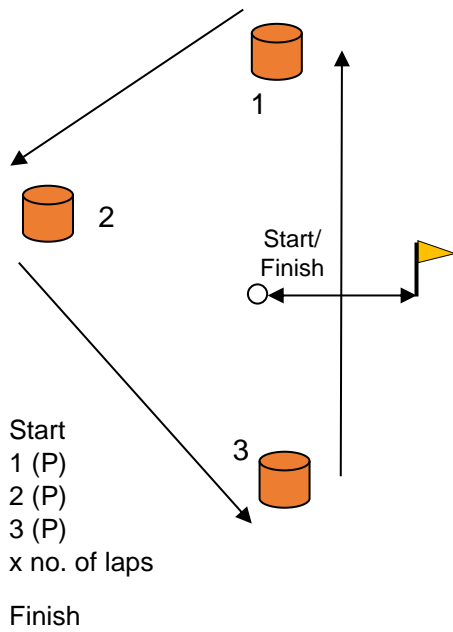 1
2
Start/
Finish
3
Start
1 (P)
2 (P)
3 (P)
x no. of laps
Finish